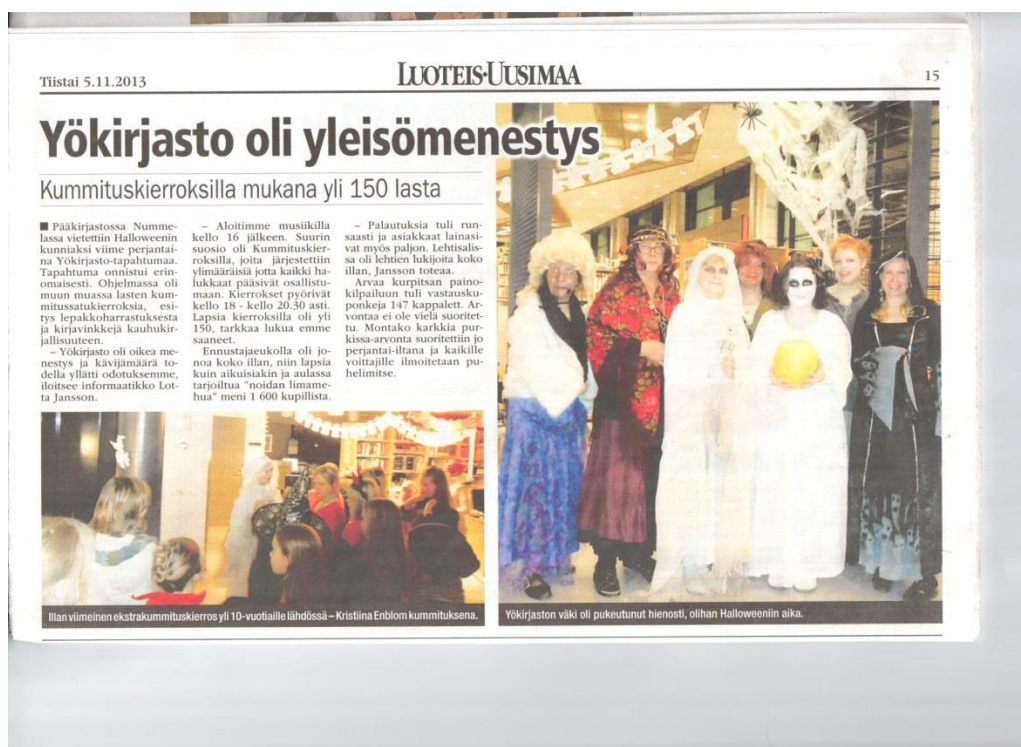 Tiistai 5.11.2013
LUOTEIS-UUSIMAA
15
Yökirjasto oli yleisömenestys
Kummituskierroksilla mukana yli 150 lasta
■ Pääkirjastossa Numme-
lassa vietettiin Halloweenin
kunniaksi viime perjantai-
na Yökirjasto-tapahtumaa.
Tapahtuma onnistui erin-
omaisesti. Ohjelmassa oli
muun muassa lasten kum-
mitussatukierroksia, esi-
tys lepakkoharrastuksesta
ja kirjavinkkejä kauhukir-
jallisuuteen.
– Yökirjasto oli oikea me-
nestys ja kävijämäärä to-
della yllätti odotuksemme,
iloitsee informaatikko Lot-
ta Jansson.
– Aloitimme musiikilla
kello 16 jälkeen. Suurin
suosio oli Kummituskier-
roksilla, joita järjestettiin
ylimääräisiä jotta kaikki ha-
lukkaat pääsivät osallistu-
maan. Kierrokset pyörivät
kello 18 - kello 20.30 asti.
Lapsia kierroksilla oli yli
150, tarkkaa lukua emme
saaneet.
Ennustajaeukolla oli jo-
noa koko illan, niin lapsia
kuin aikuisiakin ja aulassa
tarjoiltua "noidan limame-
hua" meni 1 600 kupillista.
– Palautuksia tuli run-
saasti ja asiakkaat lainasi-
vat myös paljon. Lehtisalis-
sa oli lehtien lukijoita koko
illan, Jansson toteaa.
Arvaa kurpitsan paino-
kilpailuun tuli vastausku-
ponkeja 147 kappalett. Ar-
vontaa ei ole vielä suoritet-
tu. Montako karkkia pur-
kissa-arvonta suoritettiin jo
perjantai-iltana ja kaikille
voittajille ilmoitetaan pu-
helimitse.
Illan viimeinen ekstrakummituskierros yli 10-vuotiaille lähdössä – Kristiina Enblom kummituksena.
Yökirjaston väki oli pukeutunut hienosti, olihan Halloweeniin aika.